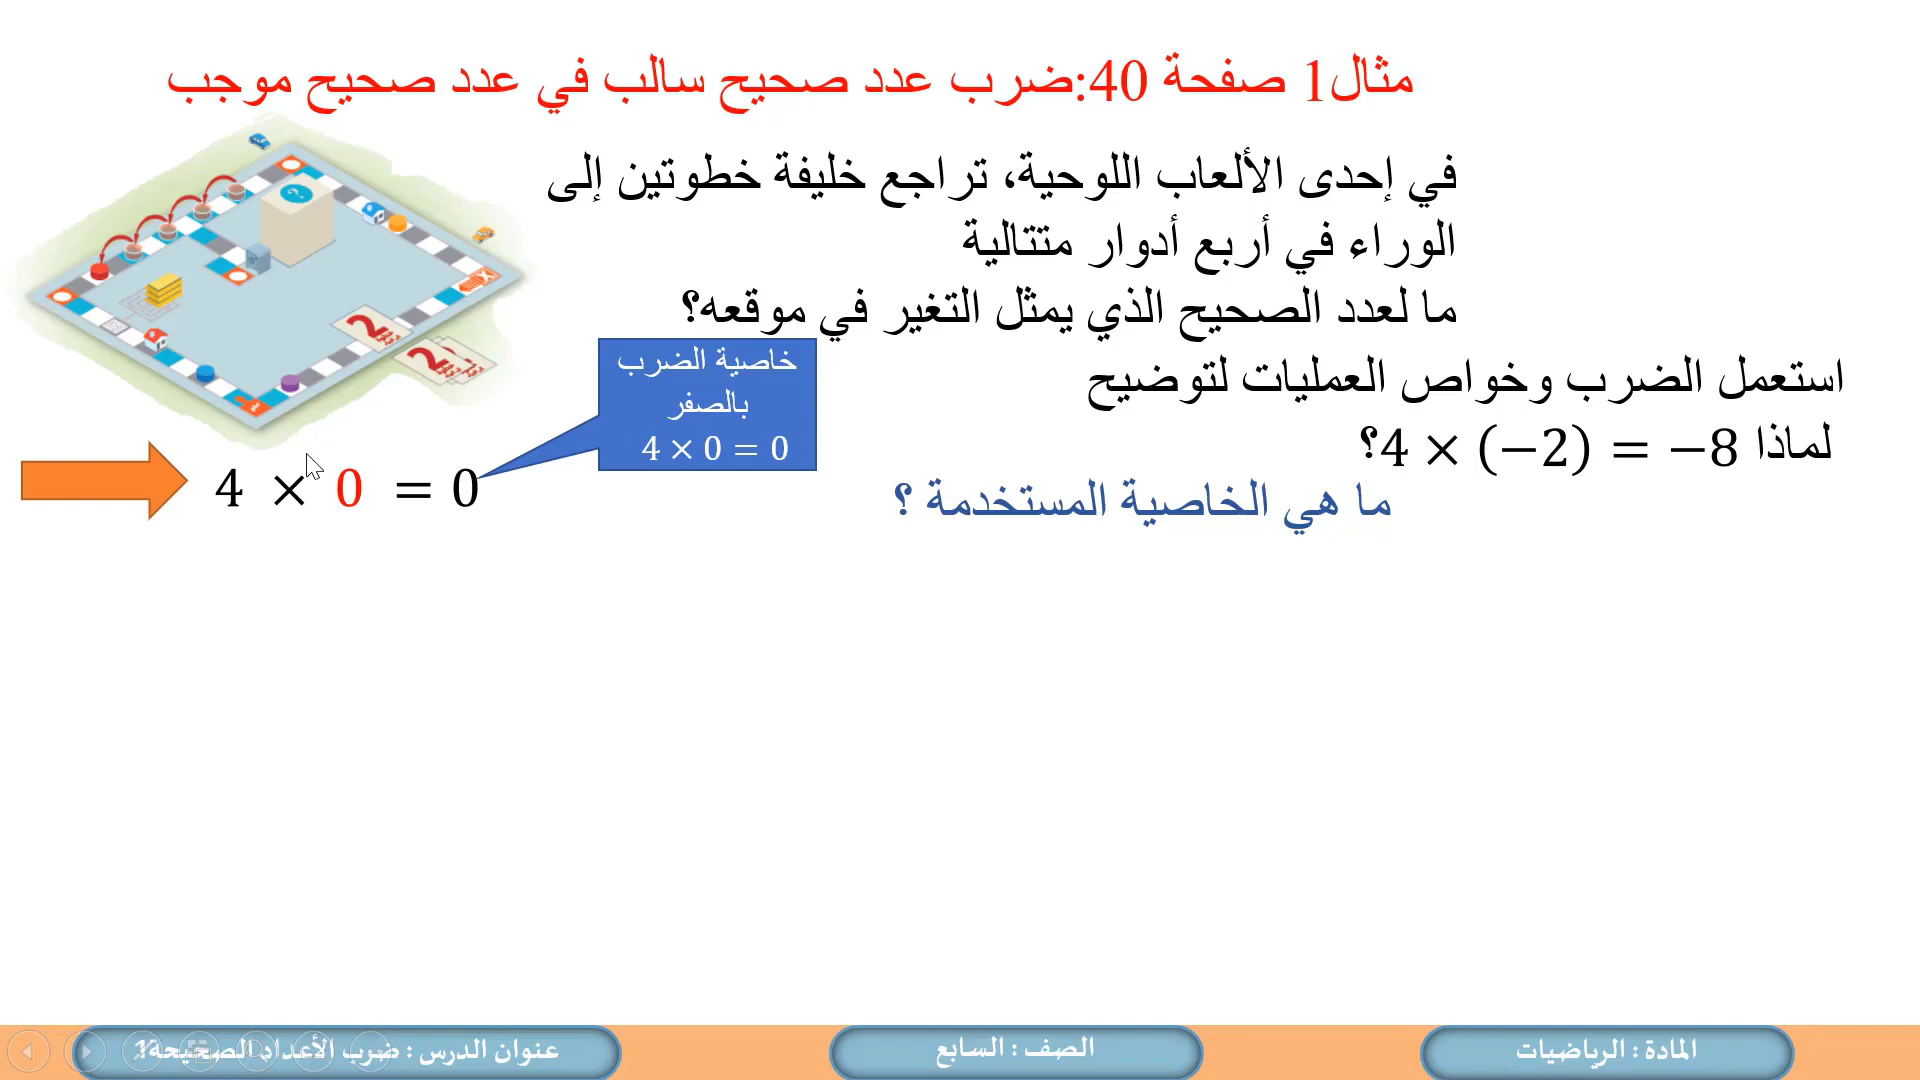 مثال1 صفحة 40:ضرب عدد صحيح سالب في عدد صحيح موجب
في إحدى الألعاب اللوحية، تراجع خليفة خطوتين إلى
الوراء في أربع أدوار متتالية
ما لعدد الصحيح الذي يمثل التغير في موقعه؟
استعمل الضرب وخواص العمليات لتوضيح
لماذا 4 × (−2) = −8؟
ما هي الخاصية المستخدمة ؟
خاصية الضرب
بالصفر
4 × 0 = 0
4 × 0 = 0
2
2
المادة : الرياضيات
الصف : السابع
عنوان الدرس : ضرب الأعداد الصحيحة1